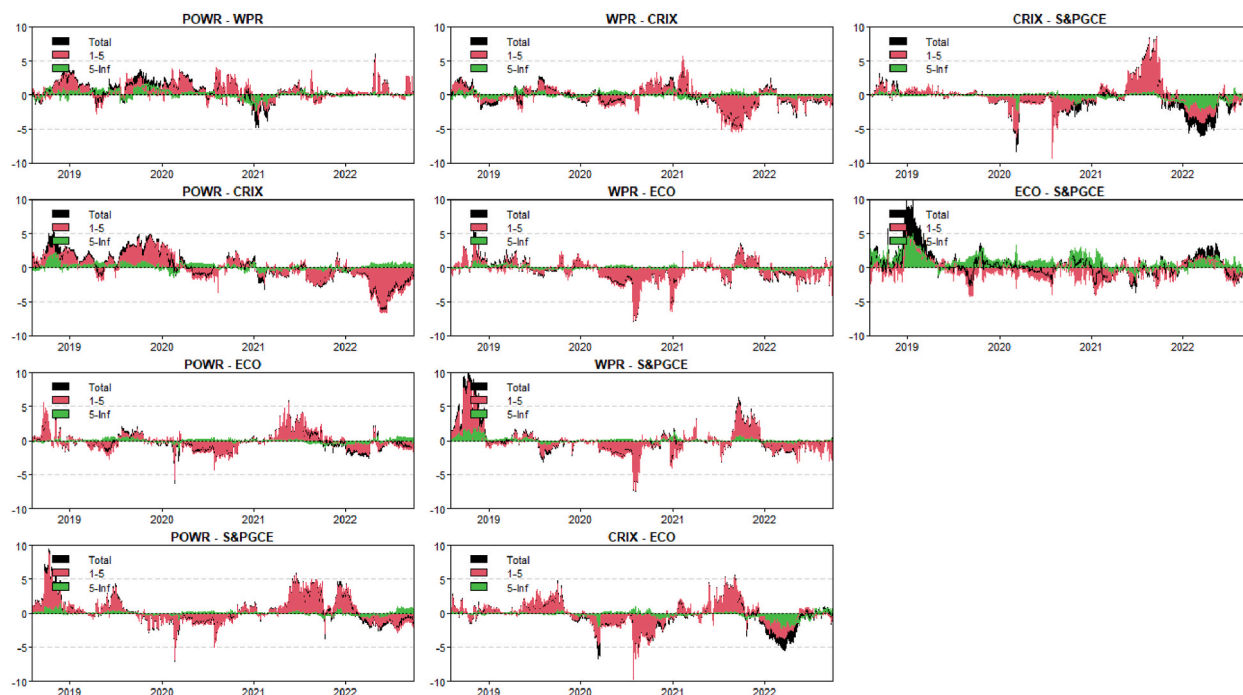 POWR - WPR
10
5
0
-5
-10
Total
1-5
5-Inf
2019 2020 2021 2022
WPR - CRIX
10
5
0
-5
-10
Total
1-5
5-Inf
2019 2020 2021 2022
CRIX - S&PGCE
10
5
0
-5
-10
Total
1-5
5-Inf
2019 2020 2021 2022
POWR - CRIX
10
5
0
-5
-10
Total
1-5
5-Inf
2019 2020 2021 2022
WPR - ECO
10
5
0
-5
-10
Total
1-5
5-Inf
2019 2020 2021 2022
ECO - S&PGCE
10
5
0
-5
-10
Total
1-5
5-Inf
2019 2020 2021 2022
POWR - ECO
10
5
0
-5
-10
Total
1-5
5-Inf
2019 2020 2021 2022
WPR - S&PGCE
10
5
0
-5
-10
Total
1-5
5-Inf
2019 2020 2021 2022
POWR - S&PGCE
10
5
0
-5
-10
Total
1-5
5-Inf
2019 2020 2021 2022
CRIX - ECO
10
5
0
-5
-10
Total
1-5
5-Inf
2019 2020 2021 2022